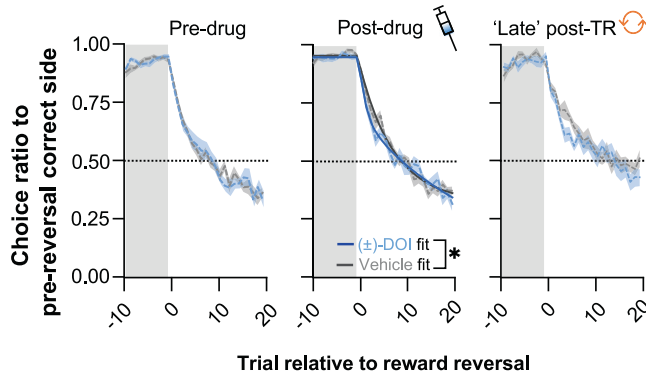 Pre-drug
Post-drug
‘Late’ post-TR
Choice ratio to
pre-reversal correct side
1.00
0.75
0.50
0.25
0.00
(±)-DOI fit
Vehicle fit
*
-10 0 10 20
-10 0 10 20
-10 0 10 20
Trial relative to reward reversal